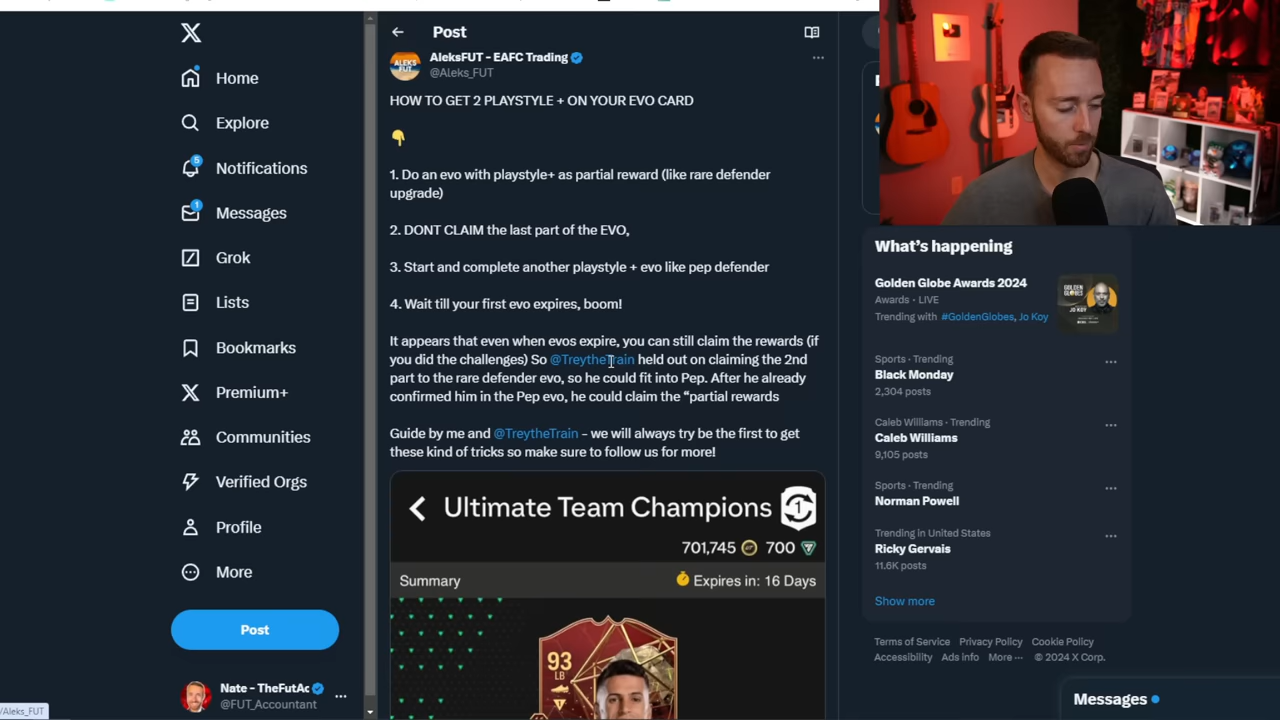 Home
Explore
5
Notifications
1
Messages
Grok
Lists
Bookmarks
Premium+
Communities
Verified Orgs
Profile
More
Post
Nate - TheFutAc
@FUT_Accountant
/Aleks_FUT
Post
AleksFUT - EAFC Trading
@Aleks_FUT
HOW TO GET 2 PLAYSTYLE + ON YOUR EVO CARD
👇
1. Do an evo with playstyle+ as partial reward (like rare defender
upgrade)
2. DONT CLAIM the last part of the EVO,
3. Start and complete another playstyle + evo like pep defender
4. Wait till your first evo expires, boom!
It appears that even when evos expire, you can still claim the rewards (if
you did the challenges) So @TreytheTrain held out on claiming the 2nd
part to the rare defender evo, so he could fit into Pep. After he already
confirmed him in the Pep evo, he could claim the “partial rewards
Guide by me and @TreytheTrain - we will always try be the first to get
these kind of tricks so make sure to follow us for more!
Ultimate Team Champions
1
701,745 700
Summary
Expires in: 16 Days
93
LB
What’s happening
Golden Globe Awards 2024
Awards · LIVE
Trending with #GoldenGlobes, Jo Koy
Sports · Trending
Black Monday
2,304 posts
Caleb Williams · Trending
Caleb Williams
9,105 posts
Sports · Trending
Norman Powell
Trending in United States
Ricky Gervais
11.6K posts
Show more
Terms of Service Privacy Policy Cookie Policy
Accessibility Ads info More ··· © 2024 X Corp.
Messages